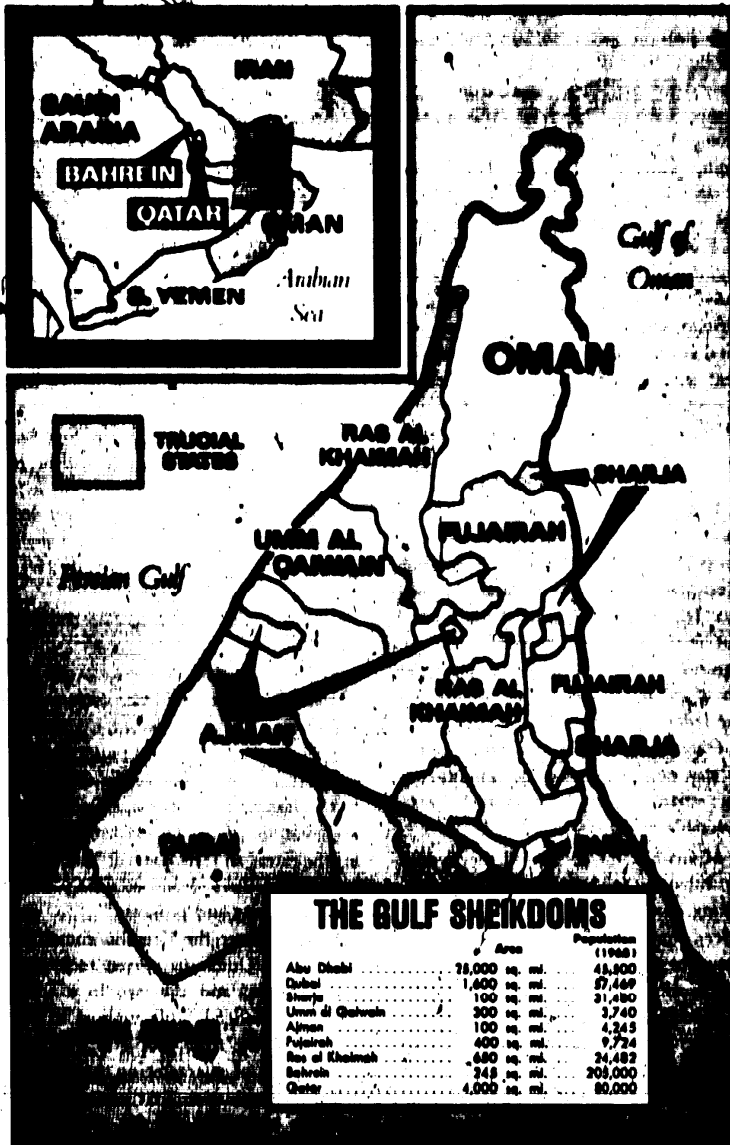 IRAN
SAUDI
ARABIA
BAHREIN
QATAR
OMAN
S. YEMEN
Arabian
Sea
Gulf of
Oman
OMAN
TRUCIAL
STATES
RAS AL
KHAIMAH
SHARJA
FUJAIRAH
UMM AL
QAIWAIN
Persian Gulf
RAS AL
KHAIMAH
FUJAIRAH
AJMAN
SHARJA
DUBAI
THE GULF SHEIKDOMS
Area Population
(1968)
Abu Dhabi 25,000 sq. mi. 45,500
Dubai 1,600 sq. mi. 57,469
Sharja 100 sq. mi. 31,480
Umm al Qaiwain 300 sq. mi. 3,740
Ajman 100 sq. mi. 4,245
Fujairah 400 sq. mi. 9,724
Ras al Khaimah 650 sq. mi. 24,482
Bahrein 245 sq. mi. 205,000
Qatar 4,000 sq. mi. 80,000